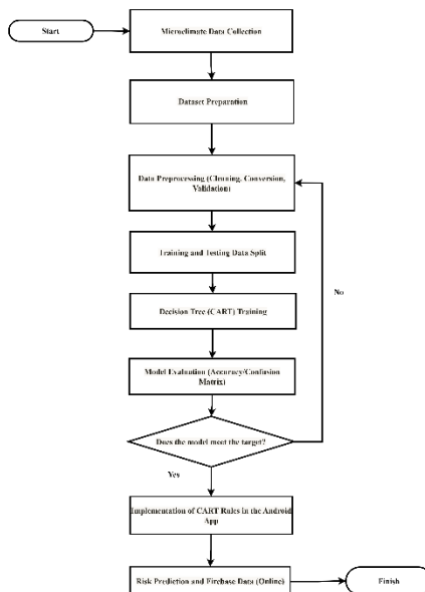 Start
Microclimate Data Collection
Dataset Preparation
Data Preprocessing (Cleaning, Conversion,
Validation)
Training and Testing Data Split
No
Decision Tree (CART) Training
Model Evaluation (Accuracy/Confusion
Matrix)
Does the model meet the target?
Yes
Implementation of CART Rules in the Android
App
Risk Prediction and Firebase Data (Online)
Finish